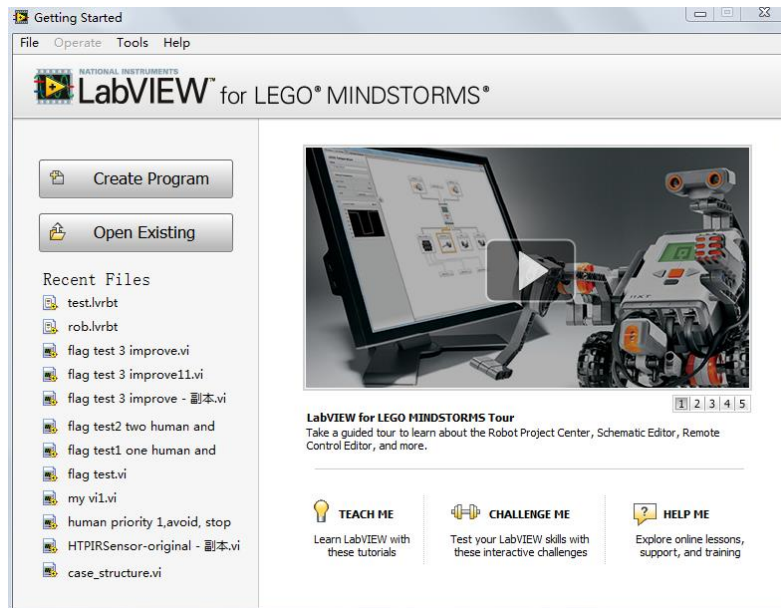 Getting Started
File Operate Tools Help
NATIONAL INSTRUMENTS
LabVIEW™ for LEGO® MINDSTORMS®
Create Program
Open Existing
Recent Files
test.lvrbt
rob.lvrbt
flag test 3 improve.vi
flag test 3 improve11.vi
flag test 3 improve - 副本.vi
flag test2 two human and
flag test1 one human and
flag test.vi
my vi1.vi
human priority 1,avoid, stop
HTPIRSensor-original - 副本.vi
case_structure.vi
NXT
1 2 3 4 5
LabVIEW for LEGO MINDSTORMS Tour
Take a guided tour to learn about the Robot Project Center, Schematic Editor, Remote
Control Editor, and more.
TEACH ME
Learn LabVIEW with
these tutorials
CHALLENGE ME
Test your LabVIEW skills with
these interactive challenges
HELP ME
Explore online lessons,
support, and training